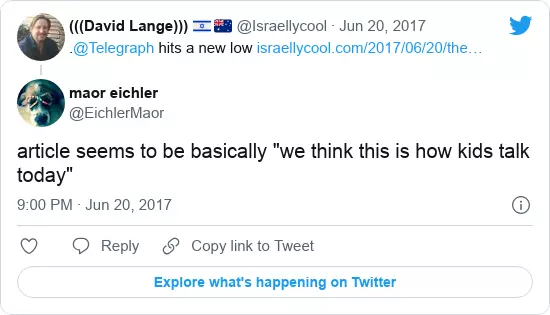 (((David Lange))) 🇮🇱 🇦🇺 @Israellycool · Jun 20, 2017
.@Telegraph hits a new low israellycool.com/2017/06/20/the…
maor eichler
@EichlerMaor
article seems to be basically "we think this is how kids talk
today"
9:00 PM · Jun 20, 2017
Reply
Copy link to Tweet
Explore what's happening on Twitter